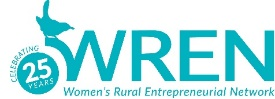 CELEBRATING
25
YEARS
WREN
Women's Rural Entrepreneurial Network